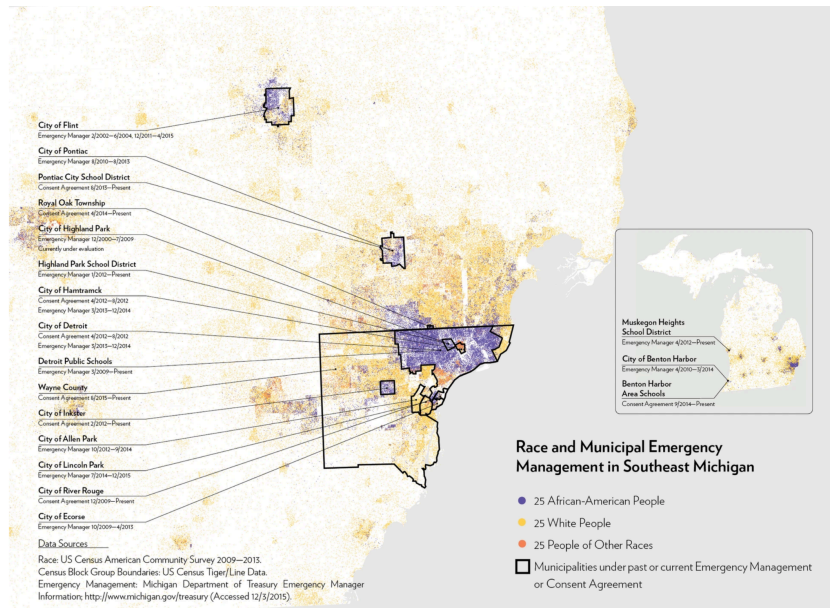 City of Flint
Emergency Manager 2/2002—6/2004, 12/2011—4/2015
City of Pontiac
Emergency Manager 8/2010—8/2013
Pontiac City School District
Consent Agreement 8/2013—Present
Royal Oak Township
Consent Agreement 4/2014—Present
City of Highland Park
Emergency Manager 12/2000—7/2009
Currently under evaluation
Highland Park School District
Emergency Manager 1/2012—Present
City of Hamtramck
Consent Agreement 4/2012—8/2012
Emergency Manager 3/2013—12/2014
City of Detroit
Consent Agreement 4/2012—8/2012
Emergency Manager 3/2013—12/2014
Detroit Public Schools
Emergency Manager 3/2009—Present
Wayne County
Consent Agreement 8/2015—Present
City of Inkster
Consent Agreement 2/2012—Present
City of Allen Park
Emergency Manager 10/2012—9/2014
City of Lincoln Park
Emergency Manager 7/2014—12/2015
City of River Rouge
Consent Agreement 12/2009—Present
City of Ecorse
Emergency Manager 10/2009—4/2013
Data Sources
Race: US Census American Community Survey 2009—2013.
Census Block Group Boundaries: US Census Tiger/Line Data.
Emergency Management: Michigan Department of Treasury Emergency Manager
Information; http://www.michigan.gov/treasury (Accessed 12/3/2015).
Muskegon Heights
School District
Emergency Manager 4/2012—Present
City of Benton Harbor
Emergency Manager 4/2010—3/2014
Benton Harbor
Area Schools
Consent Agreement 9/2014—Present
Race and Municipal Emergency
Management in Southeast Michigan
25 African-American People
25 White People
25 People of Other Races
Municipalities under past or current Emergency Management
or Consent Agreement